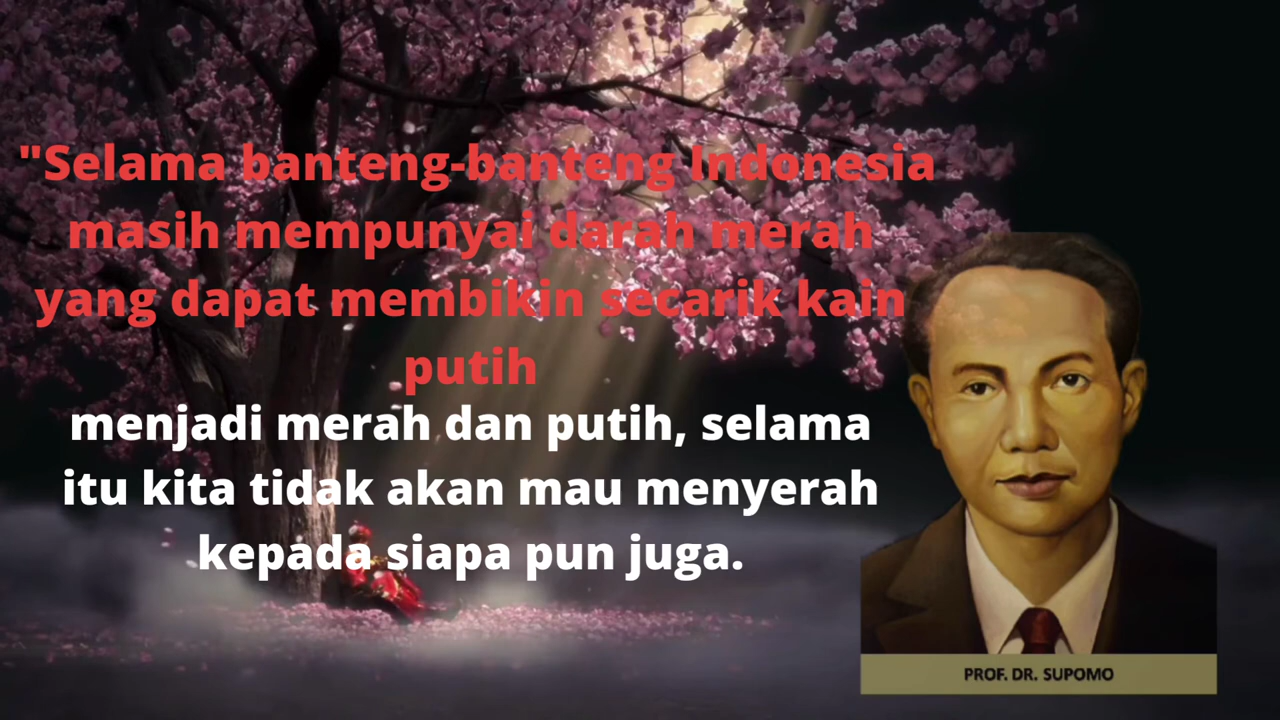 "Selama banteng-banteng Indonesia
masih mempunyai darah merah
yang dapat membikin secarik kain
putih
menjadi merah dan putih, selama
itu kita tidak akan mau menyerah
kepada siapa pun juga.
PROF. DR. SUPOMO